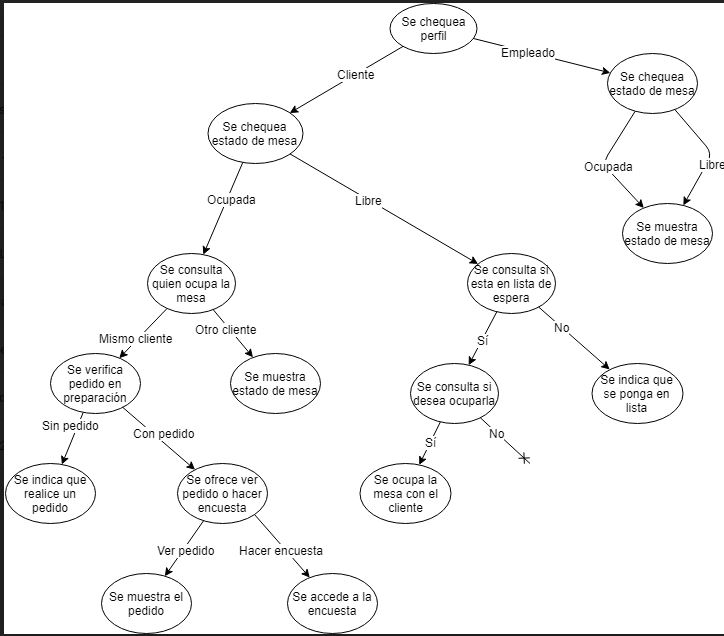 Se chequea
perfil
Cliente
Empleado
Se chequea
estado de mesa
Se chequea
estado de mesa
Ocupada
Libre
Ocupada
Libre
Se muestra
estado de mesa
Se consulta
quien ocupa la
mesa
Se consulta si
esta en lista de
espera
Mismo cliente
Otro cliente
Sí
No
Se verifica
pedido en
preparación
Se muestra
estado de mesa
Se consulta si
desea ocuparla
Se indica que
se ponga en
lista
Sin pedido
Con pedido
Sí
No
Se indica que
realice un
pedido
Se ofrece ver
pedido o hacer
encuesta
Se ocupa la
mesa con el
cliente
Ver pedido
Hacer encuesta
Se muestra el
pedido
Se accede a la
encuesta